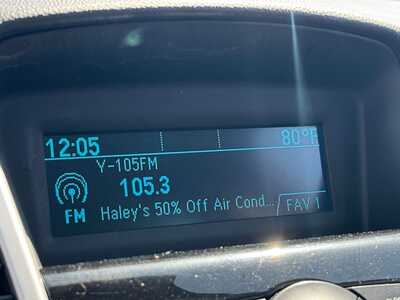 12:05 80°F
Y-105FM
105.3
FM Haley's 50% Off Air Cond... FAV 1